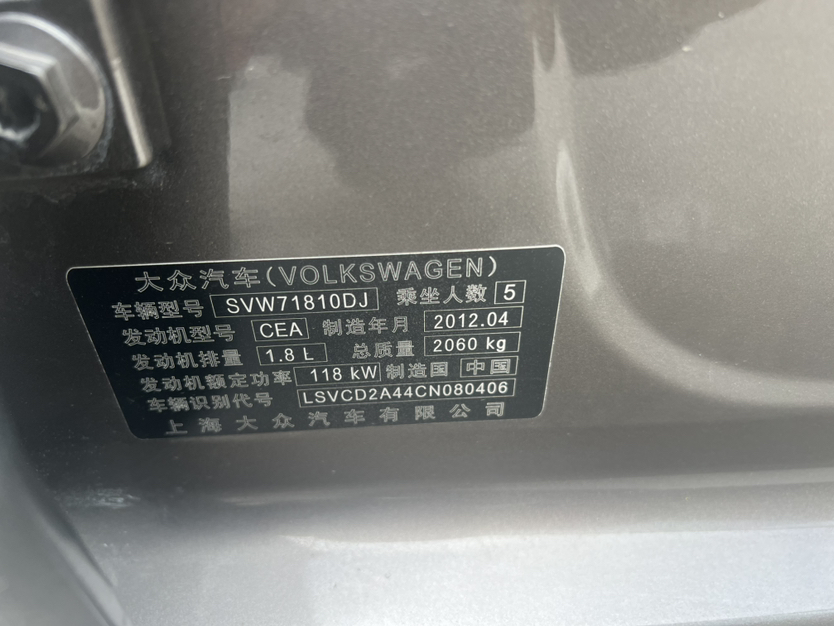 大众汽车(VOLKSWAGEN)
车辆型号 SVW71810DJ 乘坐人数 5
发动机型号 CEA 制造年月 2012.04
发动机排量 1.8 L 总质量 2060 kg
发动机额定功率 118 kW 制造国 中国
车辆识别代号 LSVCD2A44CN080406
上海大众汽车有限公司